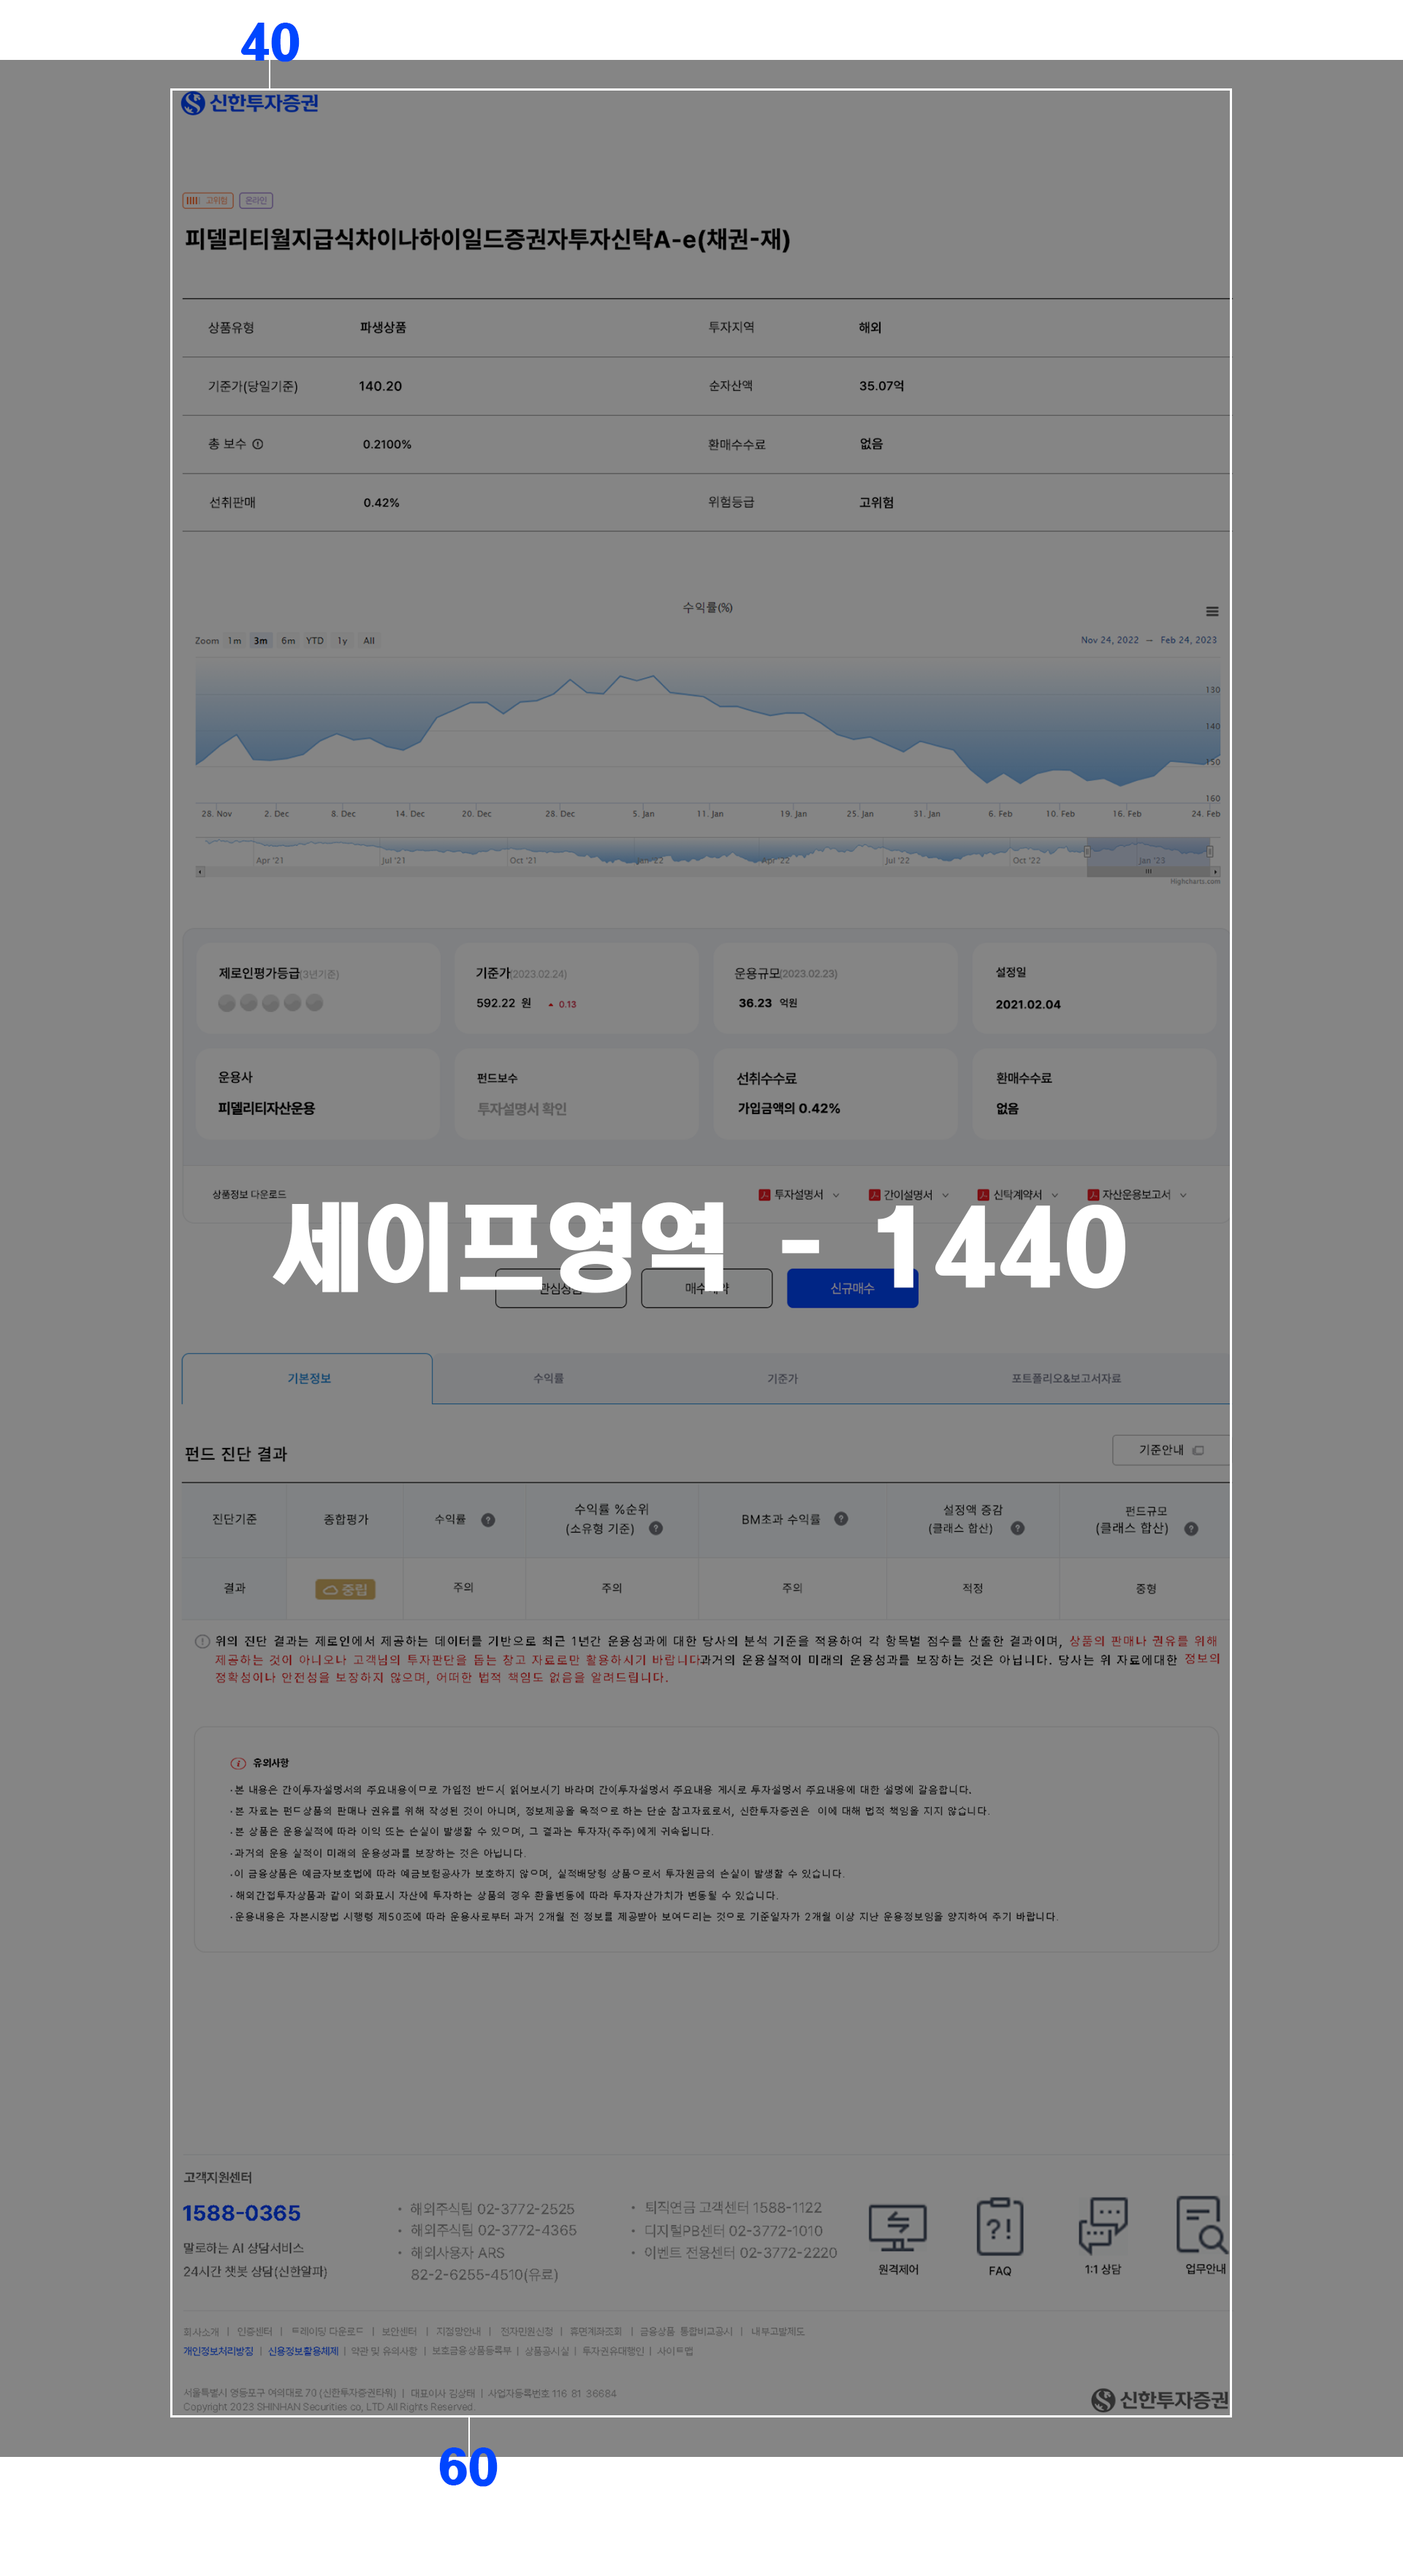 40
신한투자증권
고위험 온라인
피델리티월지급식차이나하이일드증권자투자신탁A-e(채권-재)
상품유형 파생상품 투자지역 해외
기준가(당일기준) 140.20 순자산액 35.07억
총 보수 0.2100% 환매수수료 없음
선취판매 0.42% 위험등급 고위험
수익률(%)
Zoom 1m 3m 6m YTD 1y All Nov 24, 2022 → Feb 24, 2023
130
140
150
160
28. Nov 2. Dec 8. Dec 14. Dec 20. Dec 28. Dec 5. Jan 11. Jan 19. Jan 25. Jan 31. Jan 6. Feb 10. Feb 16. Feb 24. Feb
Apr '21 Jul '21 Oct '21 Jan '22 Apr '22 Jul '22 Oct '22 Jan '23
Highcharts.com
제로인평가등급(3년기준) 기준가(2023.02.24) 운용규모(2023.02.23) 설정일
592.22 원 0.13 36.23 억원 2021.02.04
운용사 펀드보수 선취수수료 환매수수료
피델리티자산운용 투자설명서 확인 가입금액의 0.42% 없음
상품정보 다운로드 투자설명서 간이설명서 신탁계약서 자산운용보고서
세이프영역 - 1440
신규매수
기본정보 수익률 기준가 포트폴리오&보고서자료
펀드 진단 결과 기준안내
진단기준 종합평가 수익률 ? 수익률 %순위 (소유형 기준) ? BM초과 수익률 ? 설정액 증감 (클래스 합산) ? 펀드규모 (클래스 합산) ?
결과 중립 주의 주의 주의 적정 중형
위의 진단 결과는 제로인에서 제공하는 데이터를 기반으로 최근 1년간 운용성과에 대한 당사의 분석 기준을 적용하여 각 항목별 점수를 산출한 결과이며, 상품의 판매나 권유를 위해
제공하는 것이 아니오나 고객님의 투자판단을 돕는 참고 자료로만 활용하시기 바랍니다.과거의 운용실적이 미래의 운용성과를 보장하는 것은 아닙니다. 당사는 위 자료에대한 정보의
정확성이나 안전성을 보장하지 않으며, 어떠한 법적 책임도 없음을 알려드립니다.
유의사항
·본 내용은 간이투자설명서의 주요내용이므로 가입전 반드시 읽어보시기 바라며 간이투자설명서 주요내용 게시로 투자설명서 주요내용에 대한 설명에 갈음합니다.
·본 자료는 펀드상품의 판매나 권유를 위해 작성된 것이 아니며, 정보제공을 목적으로 하는 단순 참고자료로서, 신한투자증권은 이에 대해 법적 책임을 지지 않습니다.
·본 상품은 운용실적에 따라 이익 또는 손실이 발생할 수 있으며, 그 결과는 투자자(주주)에게 귀속됩니다.
·과거의 운용 실적이 미래의 운용성과를 보장하는 것은 아닙니다.
·이 금융상품은 예금자보호법에 따라 예금보험공사가 보호하지 않으며, 실적배당형 상품으로서 투자원금의 손실이 발생할 수 있습니다.
·해외간접투자상품과 같이 외화표시 자산에 투자하는 상품의 경우 환율변동에 따라 투자자산가치가 변동될 수 있습니다.
·운용내용은 자본시장법 시행령 제50조에 따라 운용사로부터 과거 2개월 전 정보를 제공받아 보여드리는 것으로 기준일자가 2개월 이상 지난 운용정보임을 양지하여 주기 바랍니다.
고객지원센터
1588-0365
말로하는 AI 상담서비스
24시간 챗봇 상담(신한알파)
• 해외주식팀 02-3772-2525
• 해외주식팀 02-3772-4365
• 해외사용자 ARS
82-2-6255-4510(유료)
• 퇴직연금 고객센터 1588-1122
• 디지털PB센터 02-3772-1010
• 이벤트 전용센터 02-3772-2220
원격제어 FAQ 1:1 상담 업무안내
회사소개 | 인증센터 | 트레이딩 다운로드 | 보안센터 | 지점망안내 | 전자민원신청 | 휴면계좌조회 | 금융상품 통합비교공시 | 내부고발제도
개인정보처리방침 | 신용정보활용체제 | 약관 및 유의사항 | 보호금융상품등록부 | 상품공시실 | 투자권유대행인 | 사이트맵
서울특별시 영등포구 여의대로 70 (신한투자증권타워) | 대표이사 김상태 | 사업자등록번호 116-81-36684
Copyright 2023 SHINHAN Securities co, LTD All Rights Reserved
신한투자증권
60